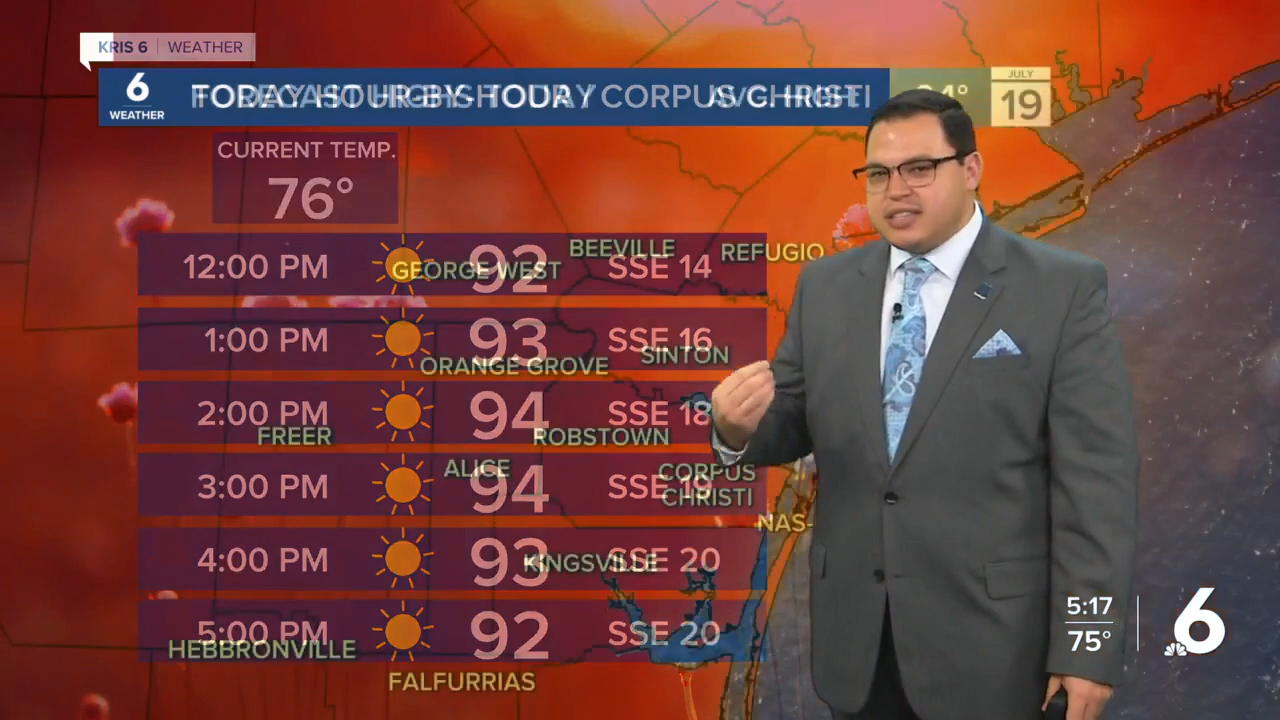 KRIS 6 | WEATHER
6
WEATHER
JULY
19
CURRENT TEMP.
76°
12:00 PM 92 SSE 14
1:00 PM 93 SSE 16
2:00 PM 94 SSE 18
3:00 PM 94 SSE 19
4:00 PM 93 SSE 20
5:00 PM 92 SSE 20
BEEVILLE
REFUGIO
GEORGE WEST
SINTON
ORANGE GROVE
FREER
ROBSTOWN
ALICE
CORPUS
CHRISTI
NAS-
KINGSVILLE
HEBBRONVILLE
FALFURRIAS
5:17
75°
6